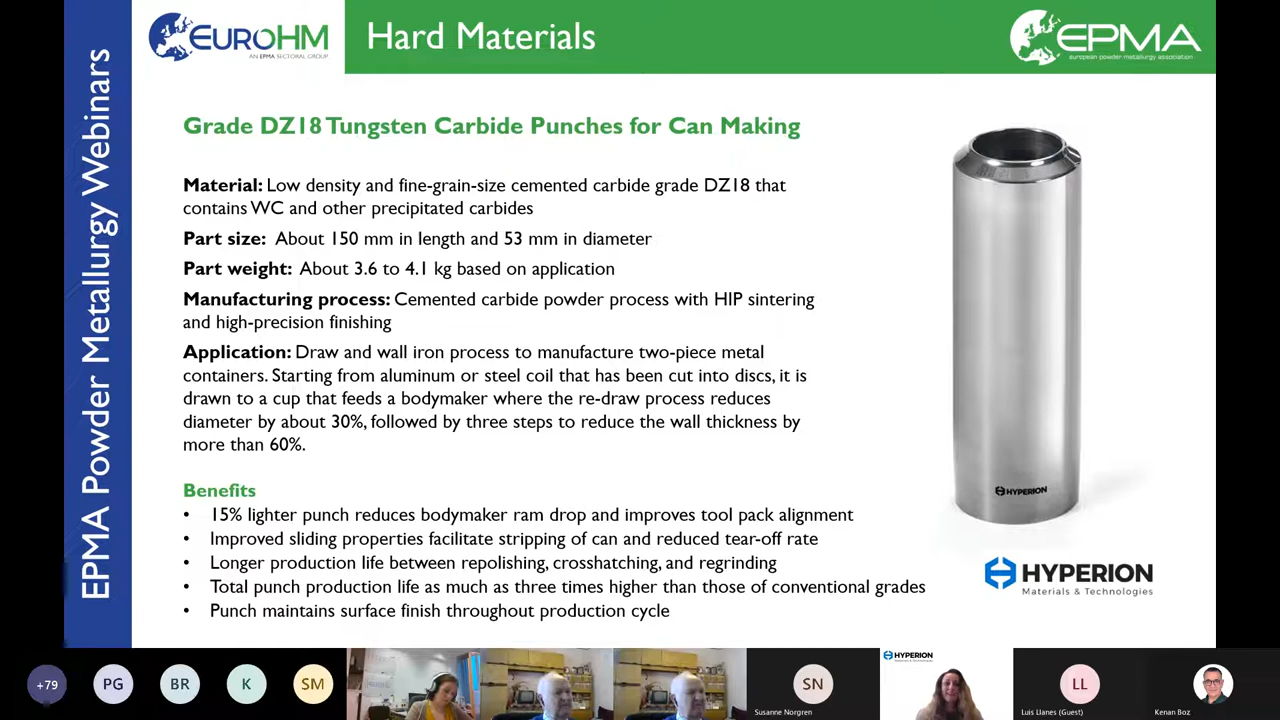 EPMA Powder Metallurgy Webinars
EUROHM
AN EPMA SECTORAL GROUP
Hard Materials
EPMA
european powder metallurgy association
Grade DZ18 Tungsten Carbide Punches for Can Making
Material: Low density and fine-grain-size cemented carbide grade DZ18 that
contains WC and other precipitated carbides
Part size: About 150 mm in length and 53 mm in diameter
Part weight: About 3.6 to 4.1 kg based on application
Manufacturing process: Cemented carbide powder process with HIP sintering
and high-precision finishing
Application: Draw and wall iron process to manufacture two-piece metal
containers. Starting from aluminum or steel coil that has been cut into discs, it is
drawn to a cup that feeds a bodymaker where the re-draw process reduces
diameter by about 30%, followed by three steps to reduce the wall thickness by
more than 60%.
Benefits
• 15% lighter punch reduces bodymaker ram drop and improves tool pack alignment
• Improved sliding properties facilitate stripping of can and reduced tear-off rate
• Longer production life between repolishing, crosshatching, and regrinding
• Total punch production life as much as three times higher than those of conventional grades
• Punch maintains surface finish throughout production cycle
HYPERION
HYPERION
Materials & Technologies
+79
PG
BR
K
SM
SN
Susanne Norgren
HYPERION
LL
Luis Llanes (Guest)
Kenan Boz